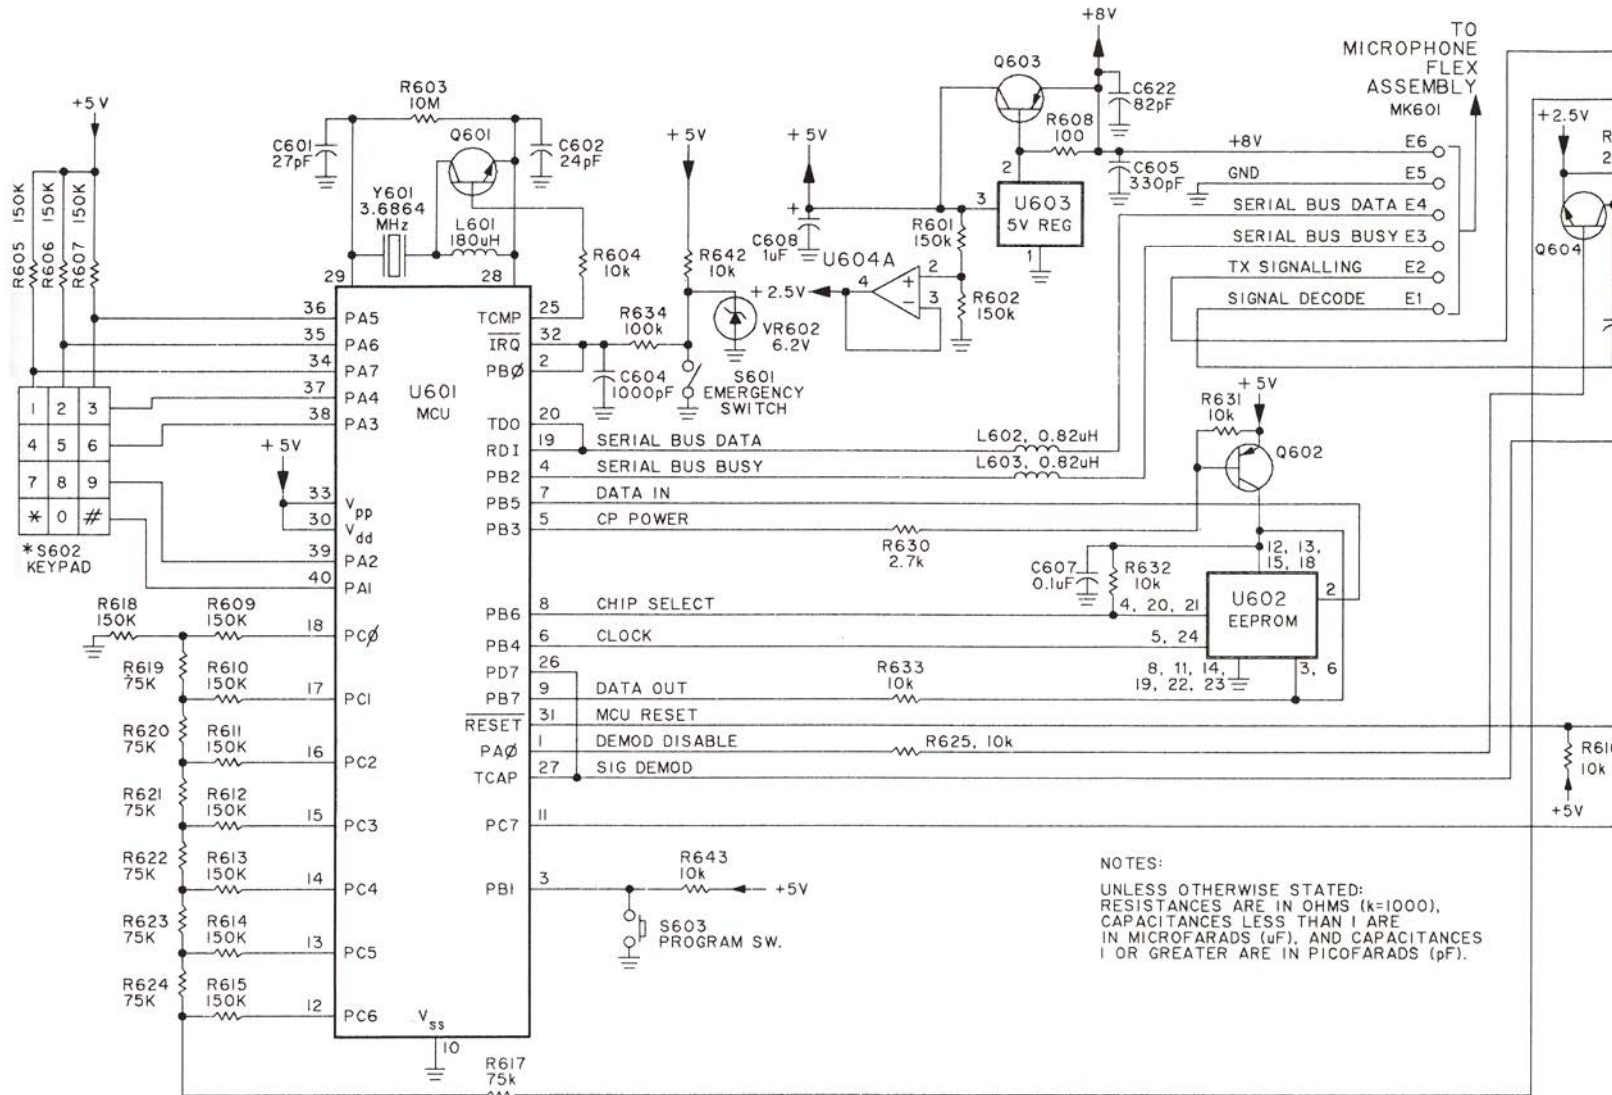 +8V
TO
MICROPHONE
FLEX
ASSEMBLY
MK601
Q603
C622
82pF
R603
10M
+5V
C601
27pF
Q601
C602
24pF
+5V
+5V
R608
100
+8V
E6
+2.5V
C605
330pF
GND
E5
R605 150K
R606 150K
R607 150K
Y601
3.6864
MHz
L601
180uH
2
3
U603
5V REG
1
SERIAL BUS DATA E4
SERIAL BUS BUSY E3
TX SIGNALLING E2
SIGNAL DECODE E1
Q604
+
C608
1uF
R601
150k
U604A
R604
10k
R642
10k
29
28
+2.5V
4
2
+
-
3
R602
150k
36 PA5
35 PA6
34 PA7
37 PA4
38 PA3
U601
MCU
TCMP 25
IRQ 32
PBØ 2
R634
100k
VR602
6.2V
C604
1000pF
S601
EMERGENCY
SWITCH
1 2 3
4 5 6
7 8 9
* 0 #
*S602
KEYPAD
+5V
33 Vpp
30 Vdd
39 PA2
40 PA1
TDO 20
RDI 19 SERIAL BUS DATA
L602, 0.82uH
PB2 4 SERIAL BUS BUSY
L603, 0.82uH
PB5 7 DATA IN
PB3 5 CP POWER
R630
2.7k
+5V
R631
10k
Q602
C607
0.1uF
R632
10k
12, 13,
15, 18
U602
EEPROM
2
4, 20, 21
5, 24
8, 11, 14,
19, 22, 23
3, 6
PB6 8 CHIP SELECT
PB4 6 CLOCK
PD7 26
PB7 9 DATA OUT
R633
10k
RESET 31 MCU RESET
PAØ 1 DEMOD DISABLE
R625, 10k
TCAP 27 SIG DEMOD
PC7 11
10k
+5V
R618
150K
R609
150K
18 PCØ
R619
75K
R610
150K
17 PC1
R620
75K
R611
150K
16 PC2
R621
75K
R612
150K
15 PC3
R622
75K
R613
150K
14 PC4
R623
75K
R614
150K
13 PC5
R624
75K
R615
150K
12 PC6
Vss
10
R617
75k
PB1 3
R643
10k
+5V
S603
PROGRAM SW.
NOTES:
UNLESS OTHERWISE STATED:
RESISTANCES ARE IN OHMS (k=1000),
CAPACITANCES LESS THAN 1 ARE
IN MICROFARADS (uF), AND CAPACITANCES
1 OR GREATER ARE IN PICOFARADS (pF).